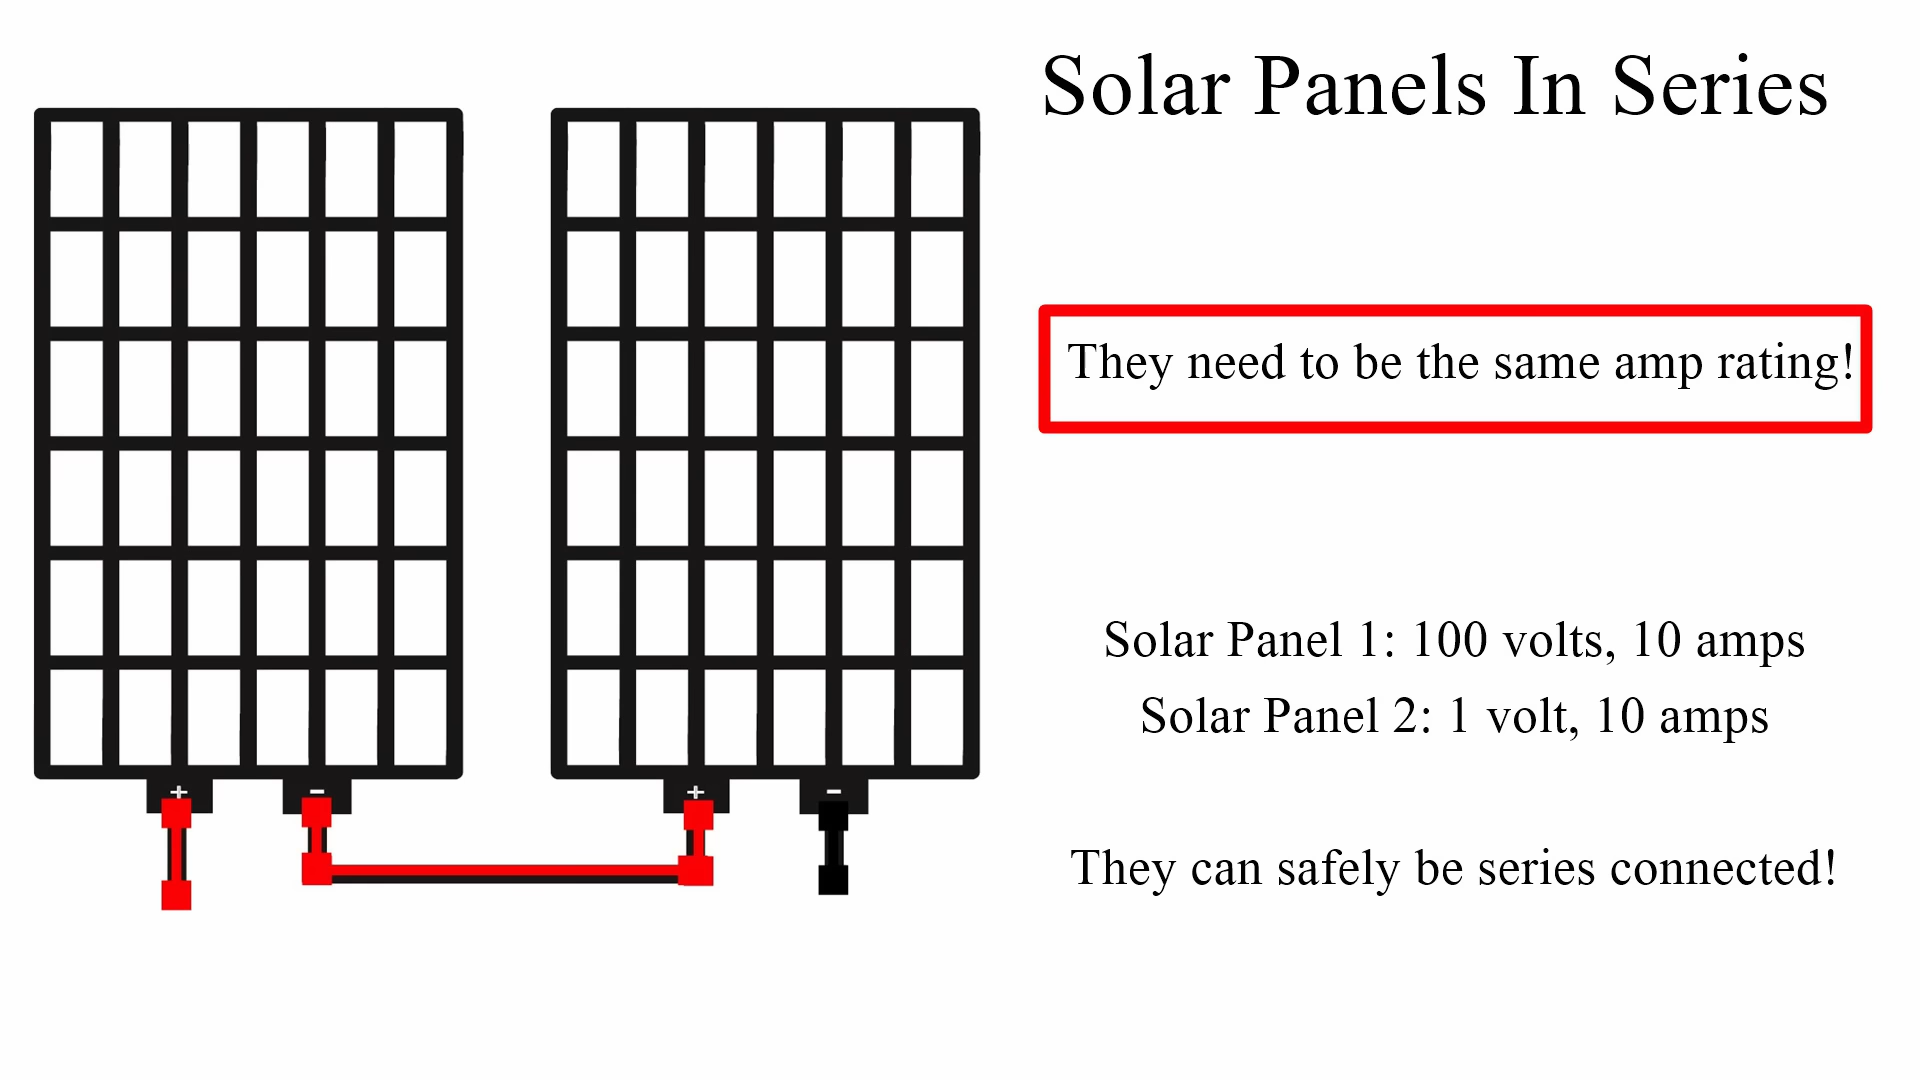 Solar Panels In Series
They need to be the same amp rating!
Solar Panel 1: 100 volts, 10 amps
Solar Panel 2: 1 volt, 10 amps
They can safely be series connected!
+ - + -